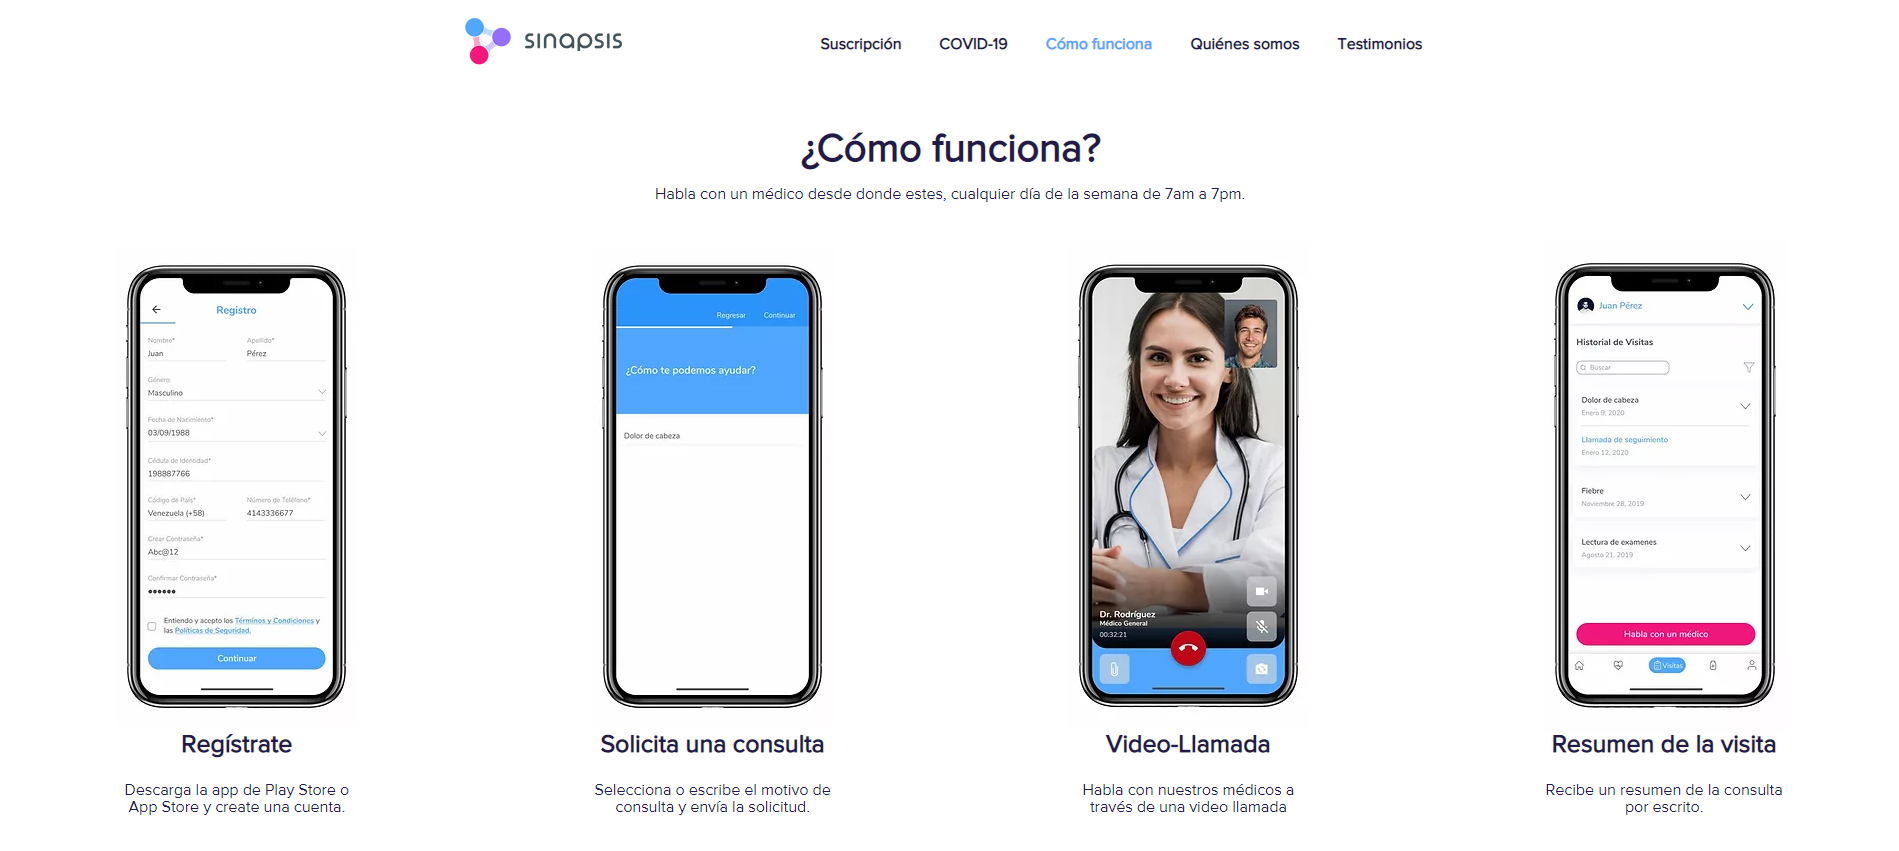 sinapsis
Suscripción
COVID-19
Cómo funciona
Quiénes somos
Testimonios
¿Cómo funciona?
Habla con un médico desde donde estes, cualquier día de la semana de 7am a 7pm.
Registro
Nombre*
Apellido*
Juan
Pérez
Género
Masculino
Fecha de Nacimiento*
03/09/1988
Cédula de Identidad*
198887766
Código de País*
Número de Teléfono*
Venezuela (+58)
4143336677
Crear Contraseña*
Abc@12
Confirmar Contraseña*
Entiendo y acepto los Términos y Condiciones y
las Políticas de Seguridad.
Continuar
Regístrate
Descarga la app de Play Store o
App Store y create una cuenta.
Regresar
Continuar
¿Cómo te podemos ayudar?
Dolor de cabeza
Solicita una consulta
Selecciona o escribe el motivo de
consulta y envía la solicitud.
Dr. Rodríguez
Médico General
00:32:21
Video-Llamada
Habla con nuestros médicos a
través de una video llamada
Juan Pérez
Historial de Visitas
Buscar
Dolor de cabeza
Enero 9, 2020
Llamada de seguimiento
Enero 12, 2020
Fiebre
Noviembre 28, 2019
Lectura de examenes
Agosto 21, 2019
Habla con un médico
Visitas
Resumen de la visita
Recibe un resumen de la consulta
por escrito.